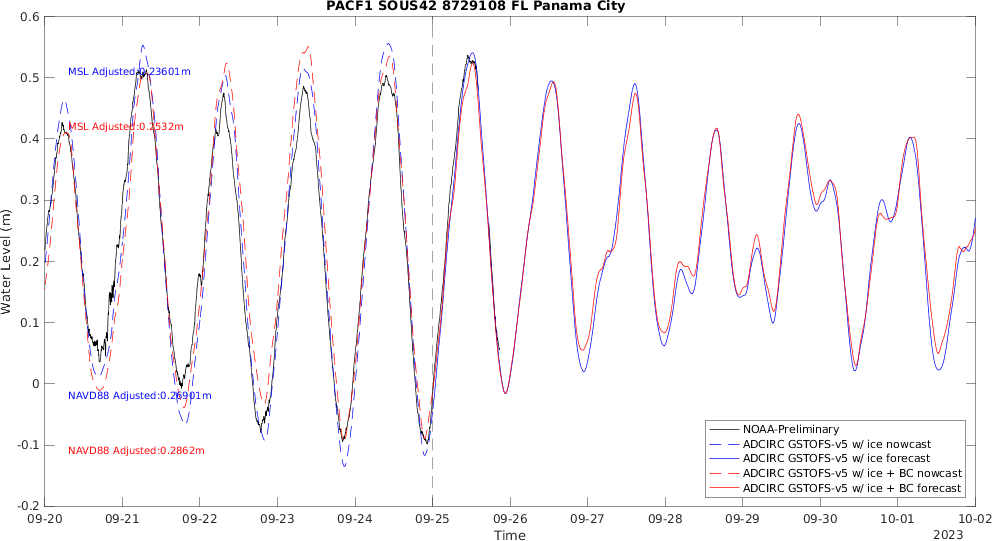 PACF1 SOUS42 8729108 FL Panama City
0.6
0.5
0.4
0.3
0.2
0.1
0
-0.1
-0.2
Water Level (m)
MSL Adjusted:0.23601m
MSL Adjusted:0.2532m
NAVD88 Adjusted:0.26901m
NAVD88 Adjusted:0.2862m
NOAA-Preliminary
ADCIRC GSTOFS-v5 w/ ice nowcast
ADCIRC GSTOFS-v5 w/ ice forecast
ADCIRC GSTOFS-v5 w/ ice + BC nowcast
ADCIRC GSTOFS-v5 w/ ice + BC forecast
09-20 09-21 09-22 09-23 09-24 09-25 09-26 09-27 09-28 09-29 09-30 10-01 10-02
Time
2023